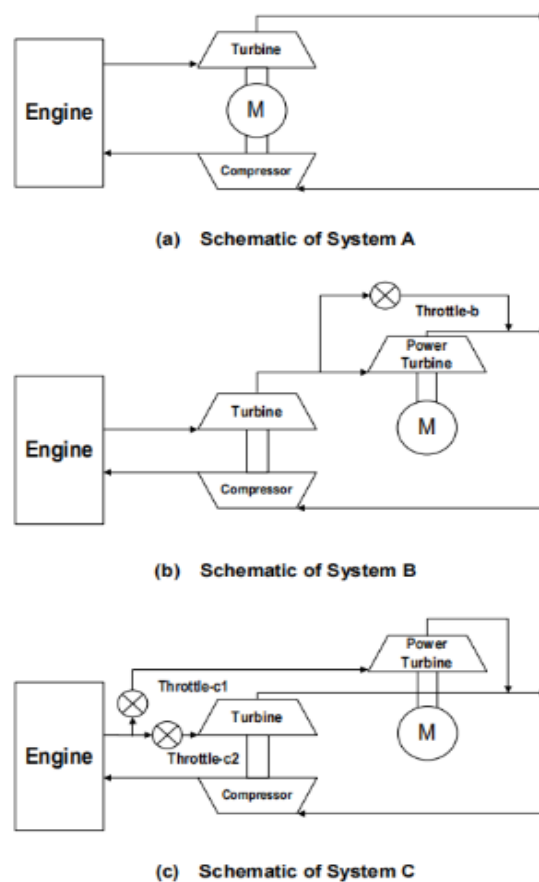 Turbine
Engine
M
Compressor
(a) Schematic of System A
Throttle-b
Power
Turbine
Turbine
M
Engine
Compressor
(b) Schematic of System B
Power
Turbine
Throttle-c1
Turbine
M
Engine
Throttle-c2
Compressor
(c) Schematic of System C